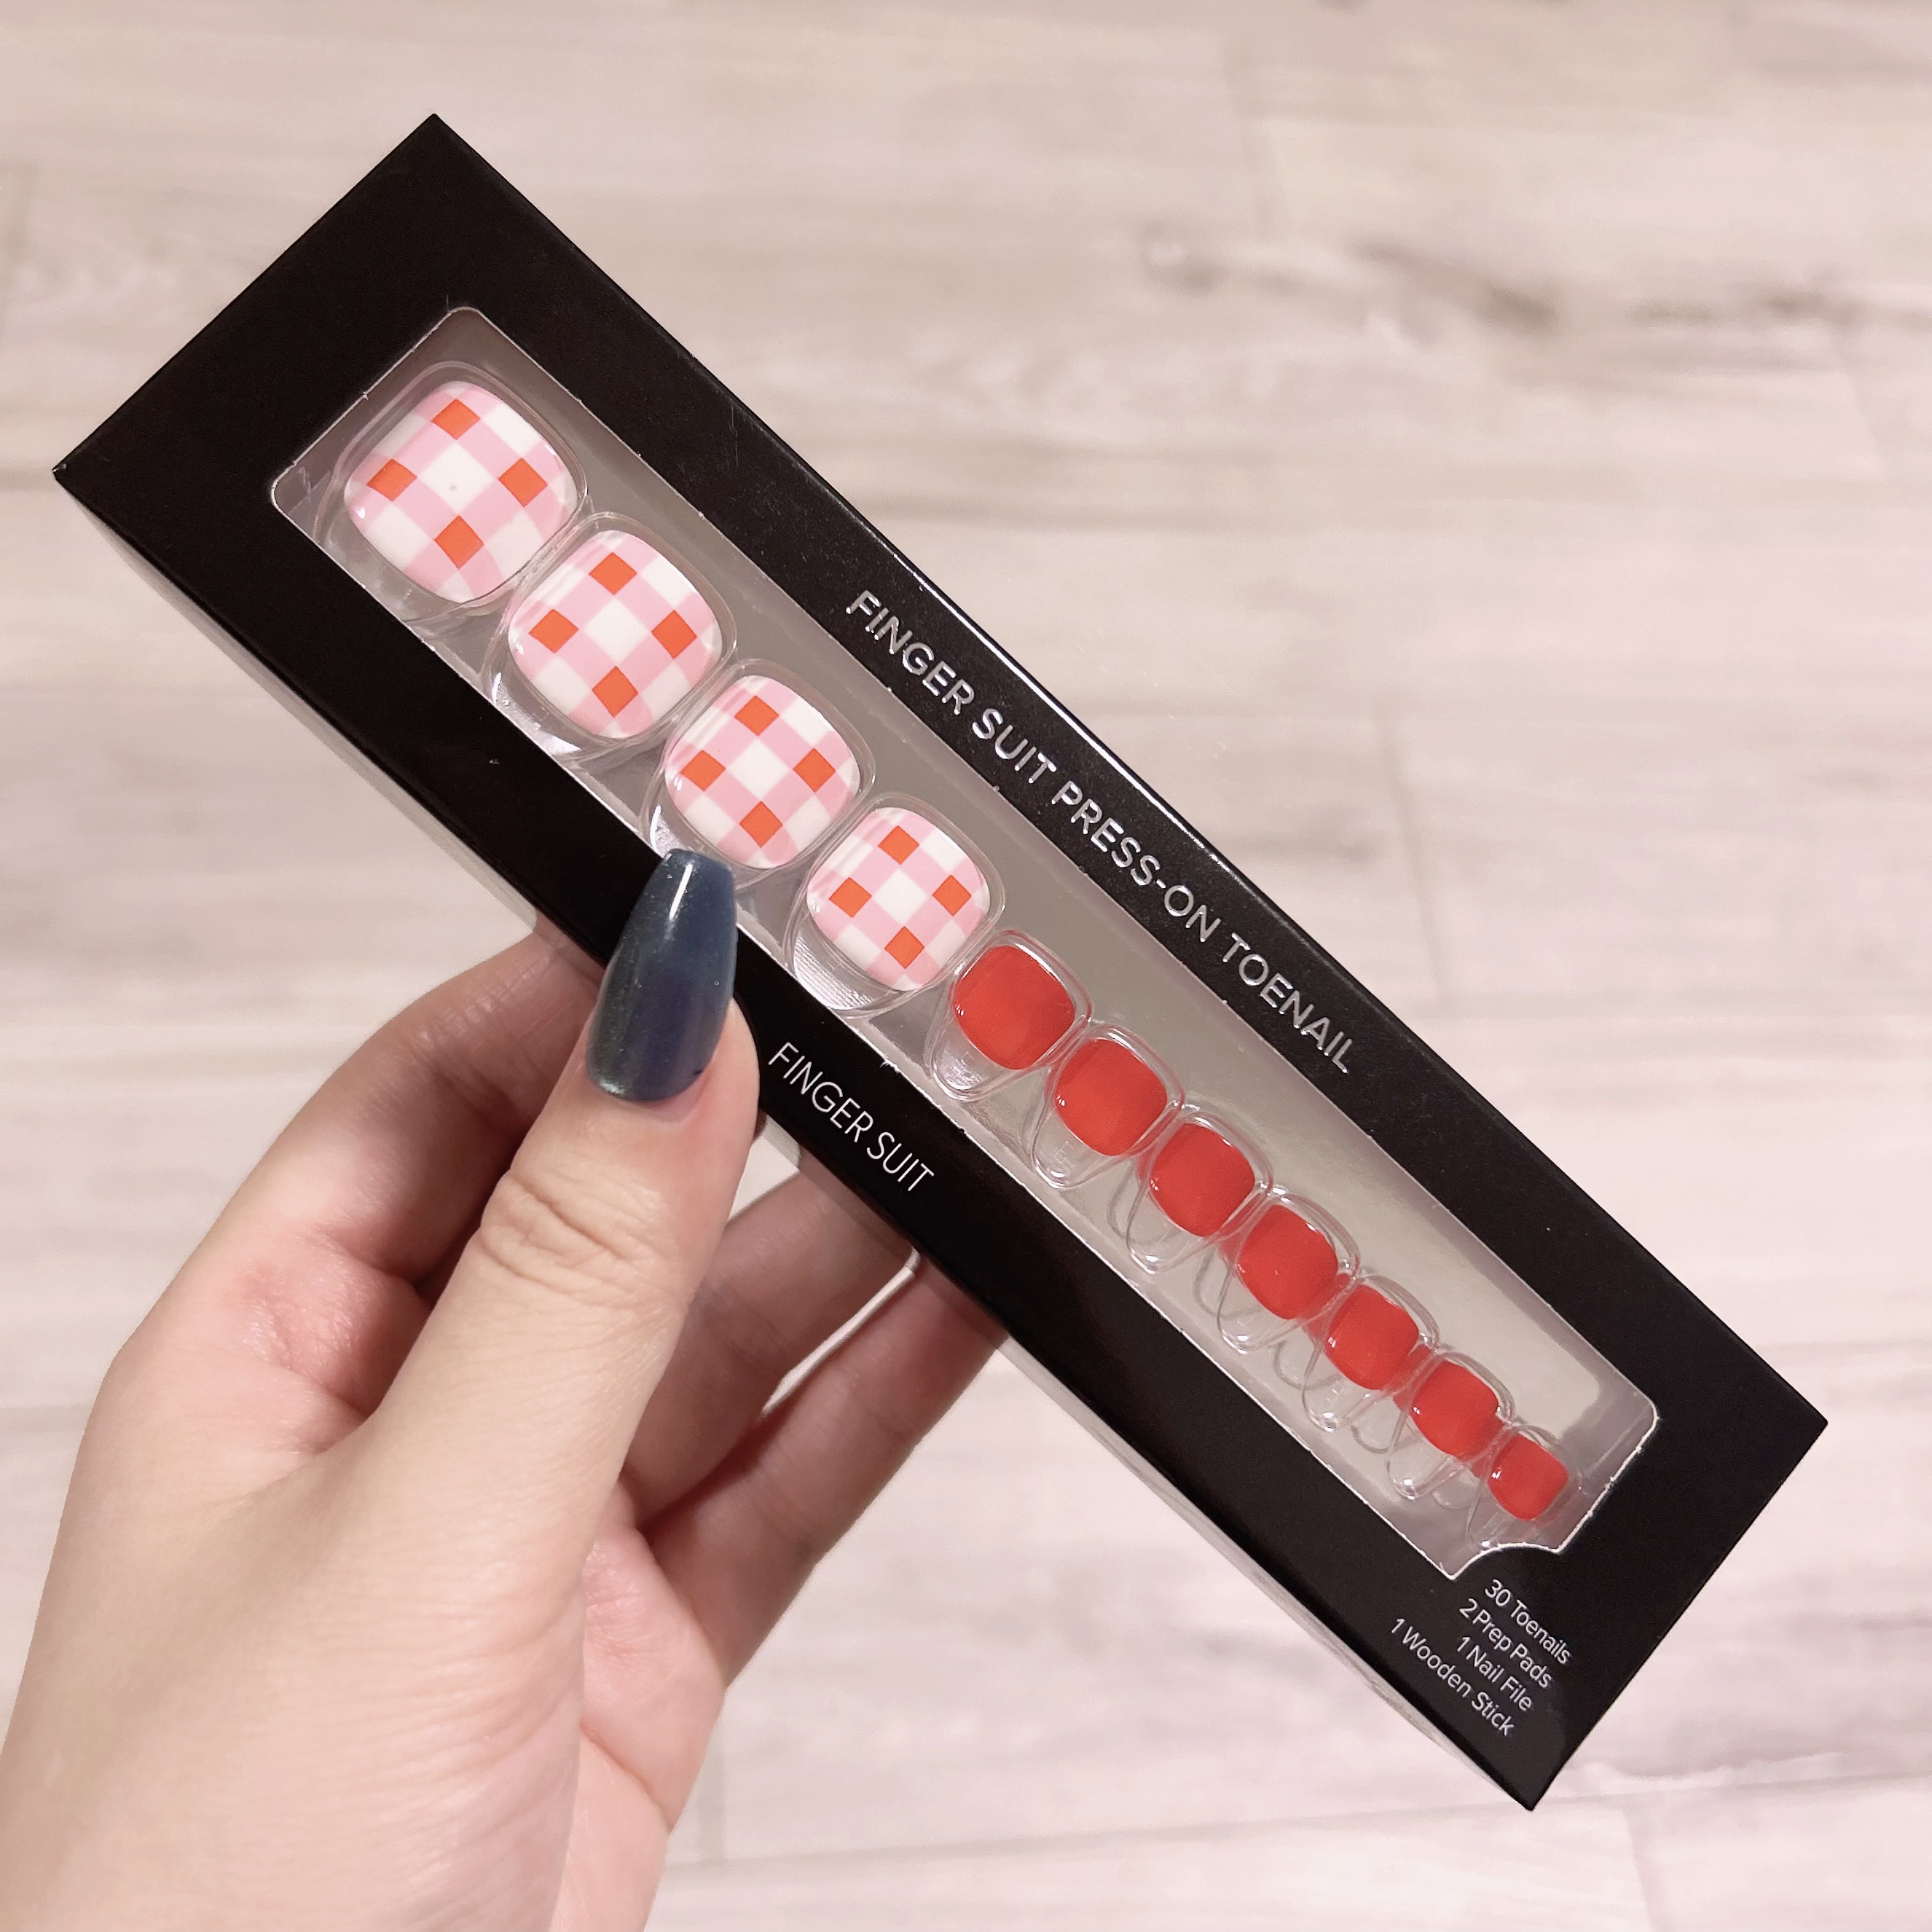 FINGER SUIT PRESS-ON TOENAIL
FINGER SUIT
30 Toenails
2 Prep Pads
1 Nail File
1 Wooden Stick